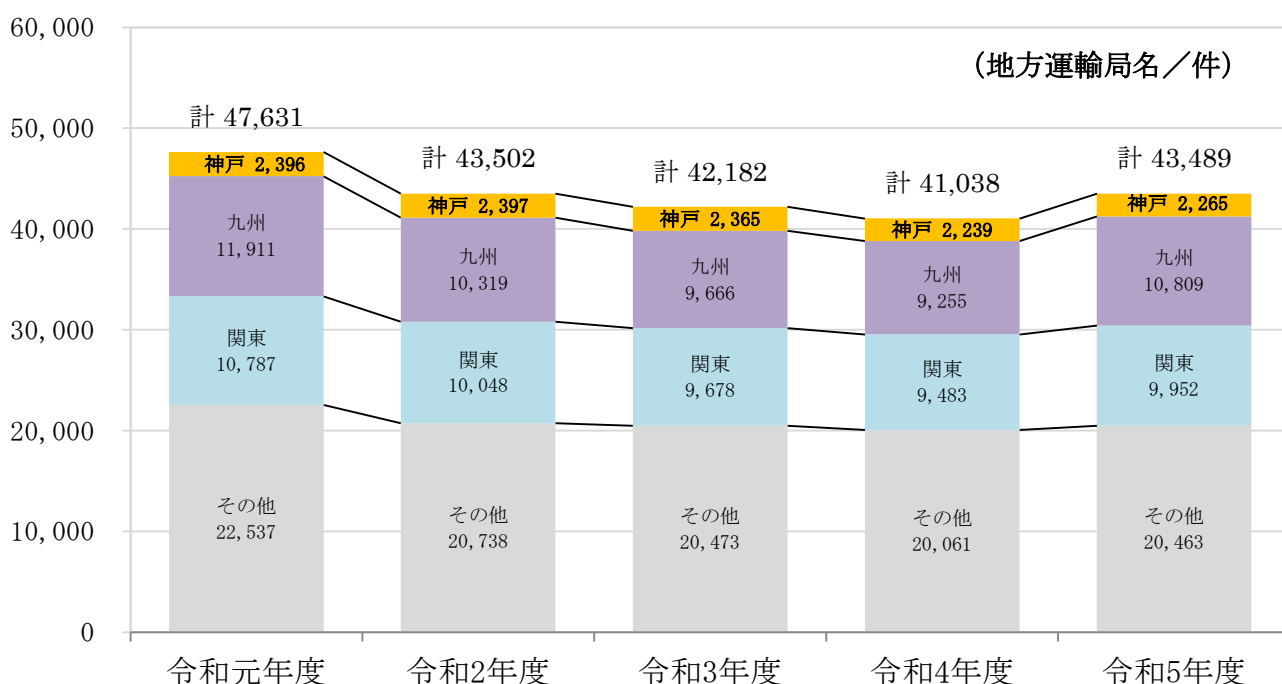 60,000
50,000
40,000
30,000
20,000
10,000
0
(地方運輸局名／件)
計 47,631
神戸 2,396
九州
11,911
関東
10,787
その他
22,537
計 43,502
神戸 2,397
九州
10,319
関東
10,048
その他
20,738
計 42,182
神戸 2,365
九州
9,666
関東
9,678
その他
20,473
計 41,038
神戸 2,239
九州
9,255
関東
9,483
その他
20,061
計 43,489
神戸 2,265
九州
10,809
関東
9,952
その他
20,463
令和元年度
令和2年度
令和3年度
令和4年度
令和5年度